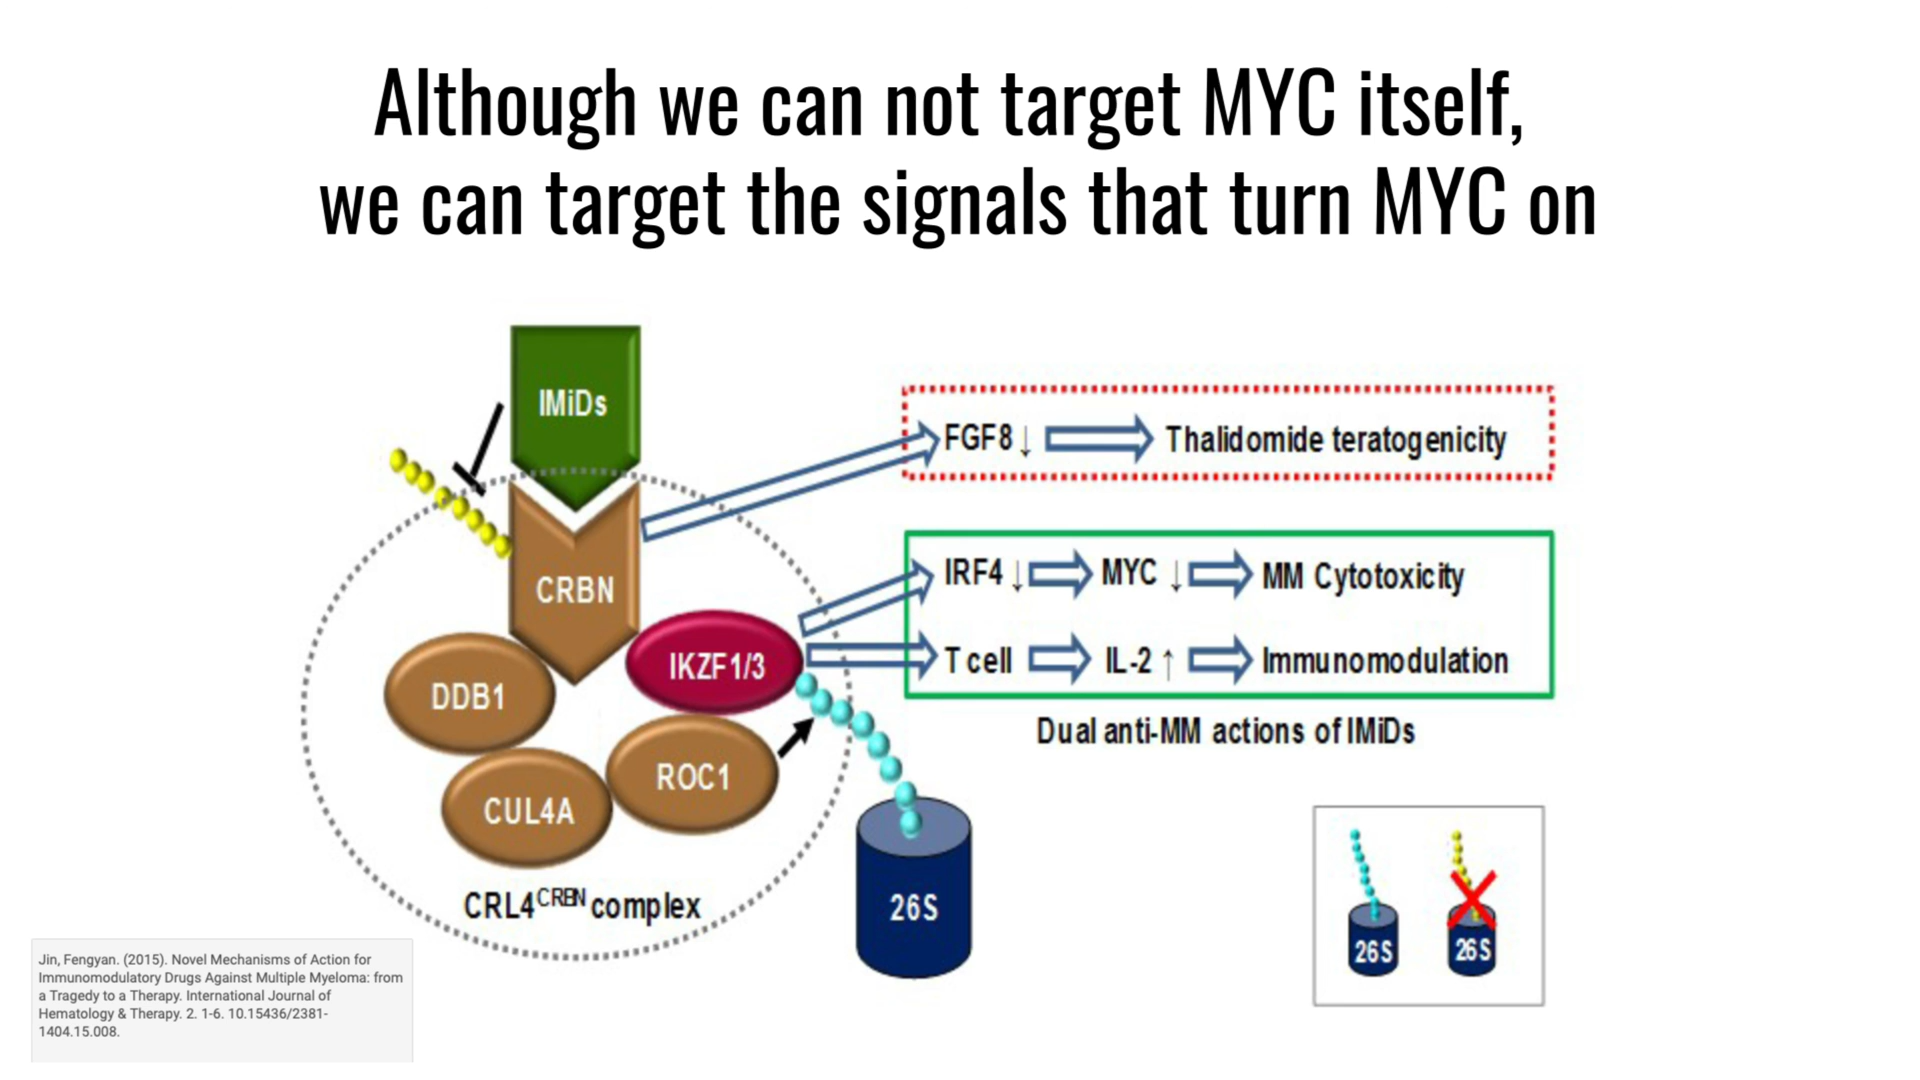 Although we can not target MYC itself,
we can target the signals that turn MYC on
IMiDs
CRBN
DDB1
IKZF1/3
CUL4A
ROC1
CRL4CRBN complex
26S
FGF8 ↓
Thalidomide teratogenicity
IRF4 ↓
MYC ↓
MM Cytotoxicity
T cell
IL-2 ↑
Immunomodulation
Dual anti-MM actions of IMiDs
26S
26S
Jin, Fengyan. (2015). Novel Mechanisms of Action for
Immunomodulatory Drugs Against Multiple Myeloma: from
a Tragedy to a Therapy. International Journal of
Hematology & Therapy. 2. 1-6. 10.15436/2381-
1404.15.008.